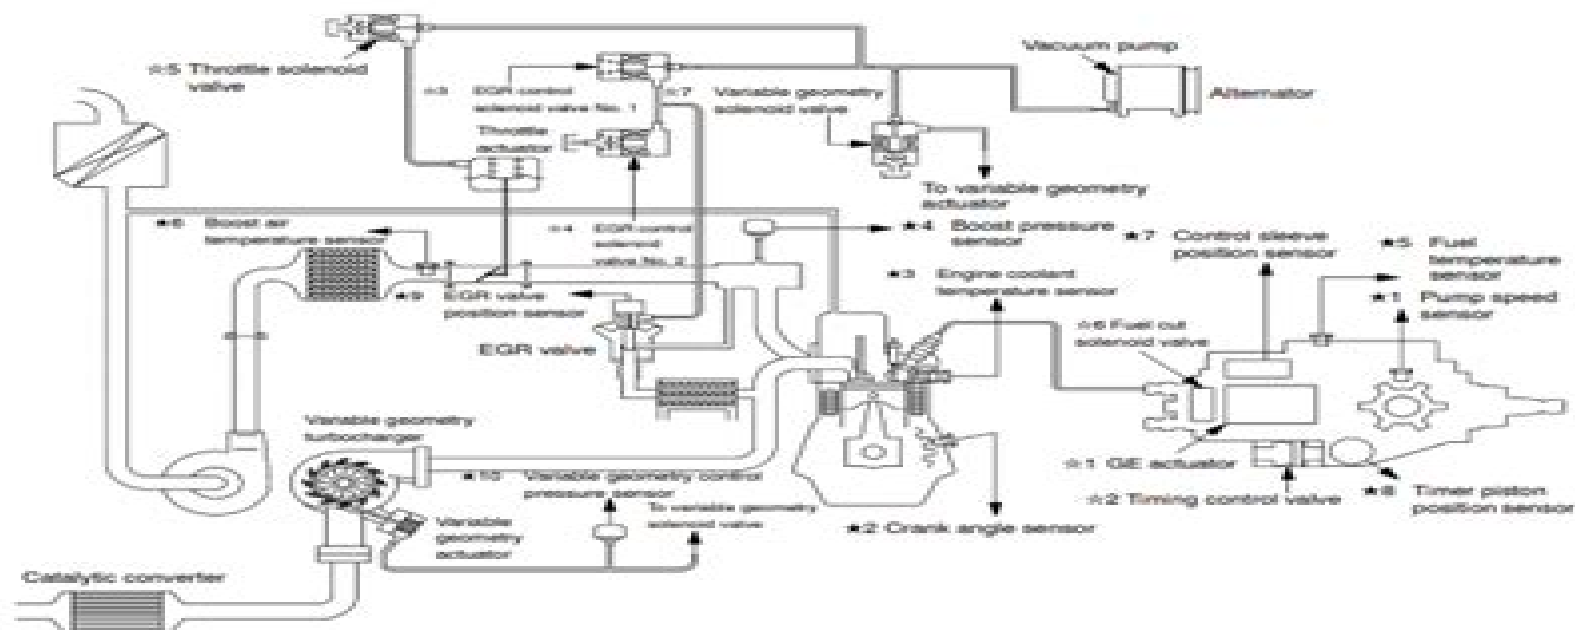 ☆5 Throttle solenoid
valve
Vacuum pump
Alternator
☆3 EGR control
solenoid valve No. 1
☆7 Variable geometry
solenoid valve
Throttle
actuator
To variable geometry
actuator
★6 Boost air
temperature sensor
☆4 EGR control
solenoid
valve No. 2
★4 Boost pressure
sensor
★7 Control sleeve
position sensor
★5 Fuel
temperature
sensor
★3 Engine coolant
temperature sensor
★9 EGR valve
position sensor
★1 Pump speed
sensor
EGR valve
☆6 Fuel cut
solenoid valve
Variable geometry
turbocharger
☆1 GE actuator
★10 Variable geometry control
pressure sensor
☆2 Timing control valve
★8 Timer piston
position sensor
To variable geometry
solenoid valve
★2 Crank angle sensor
Variable
geometry
actuator
Catalytic converter